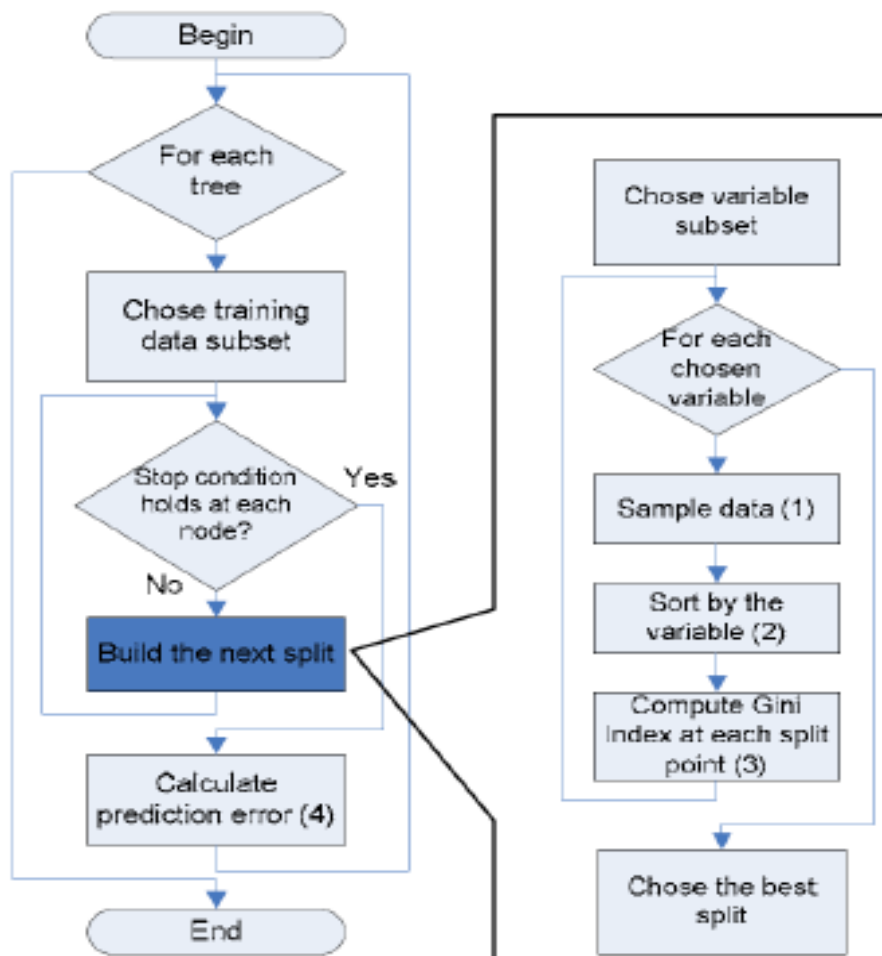 Begin
For each
tree
Chose training
data subset
Stop condition
holds at each
node?
Yes
No
Build the next split
Calculate
prediction error (4)
End
Chose variable
subset
For each
chosen
variable
Sample data (1)
Sort by the
variable (2)
Compute Gini
Index at each split
point (3)
Chose the best
split